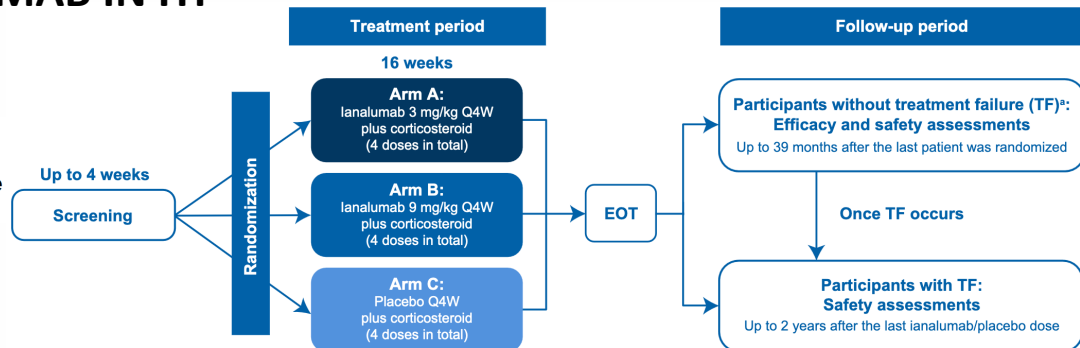 Treatment period
Follow-up period
16 weeks
Up to 4 weeks
Screening
Randomization
Arm A:
Ianalumab 3 mg/kg Q4W
plus corticosteroid
(4 doses in total)
Arm B:
Ianalumab 9 mg/kg Q4W
plus corticosteroid
(4 doses in total)
Arm C:
Placebo Q4W
plus corticosteroid
(4 doses in total)
EOT
Participants without treatment failure (TF)ᵃ:
Efficacy and safety assessments
Up to 39 months after the last patient was randomized
Once TF occurs
Participants with TF:
Safety assessments
Up to 2 years after the last ianalumab/placebo dose